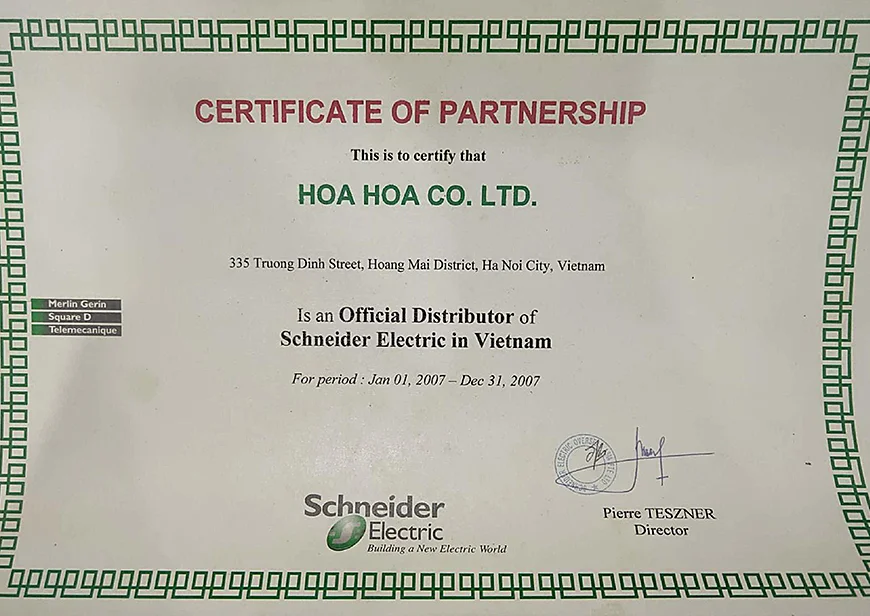 CERTIFICATE OF PARTNERSHIP
This is to certify that
HOA HOA CO. LTD.
335 Truong Dinh Street, Hoang Mai District, Ha Noi City, Vietnam
Merlin Gerin
Square D
Telemecanique
Is an Official Distributor of
Schneider Electric in Vietnam
For period : Jan 01, 2007 – Dec 31, 2007
Schneider
Electric
Building a New Electric World
Pierre TESZNER
Director